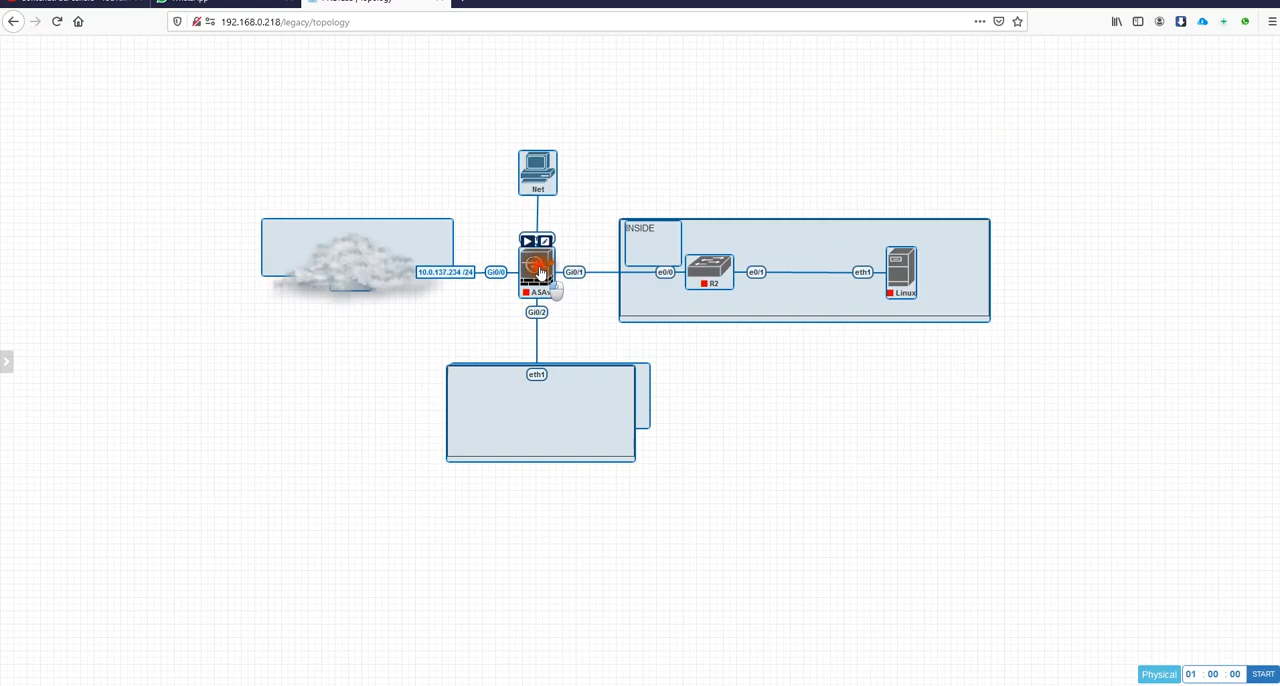 192.168.0.218/legacy/topology
Net
INSIDE
10.0.137.234 /24
Gi0/0
Gi0/1
e0/0
e0/1
eth1
ASAv
R2
Linux
Gi0/2
eth1
Physical
01 : 00 : 00
START